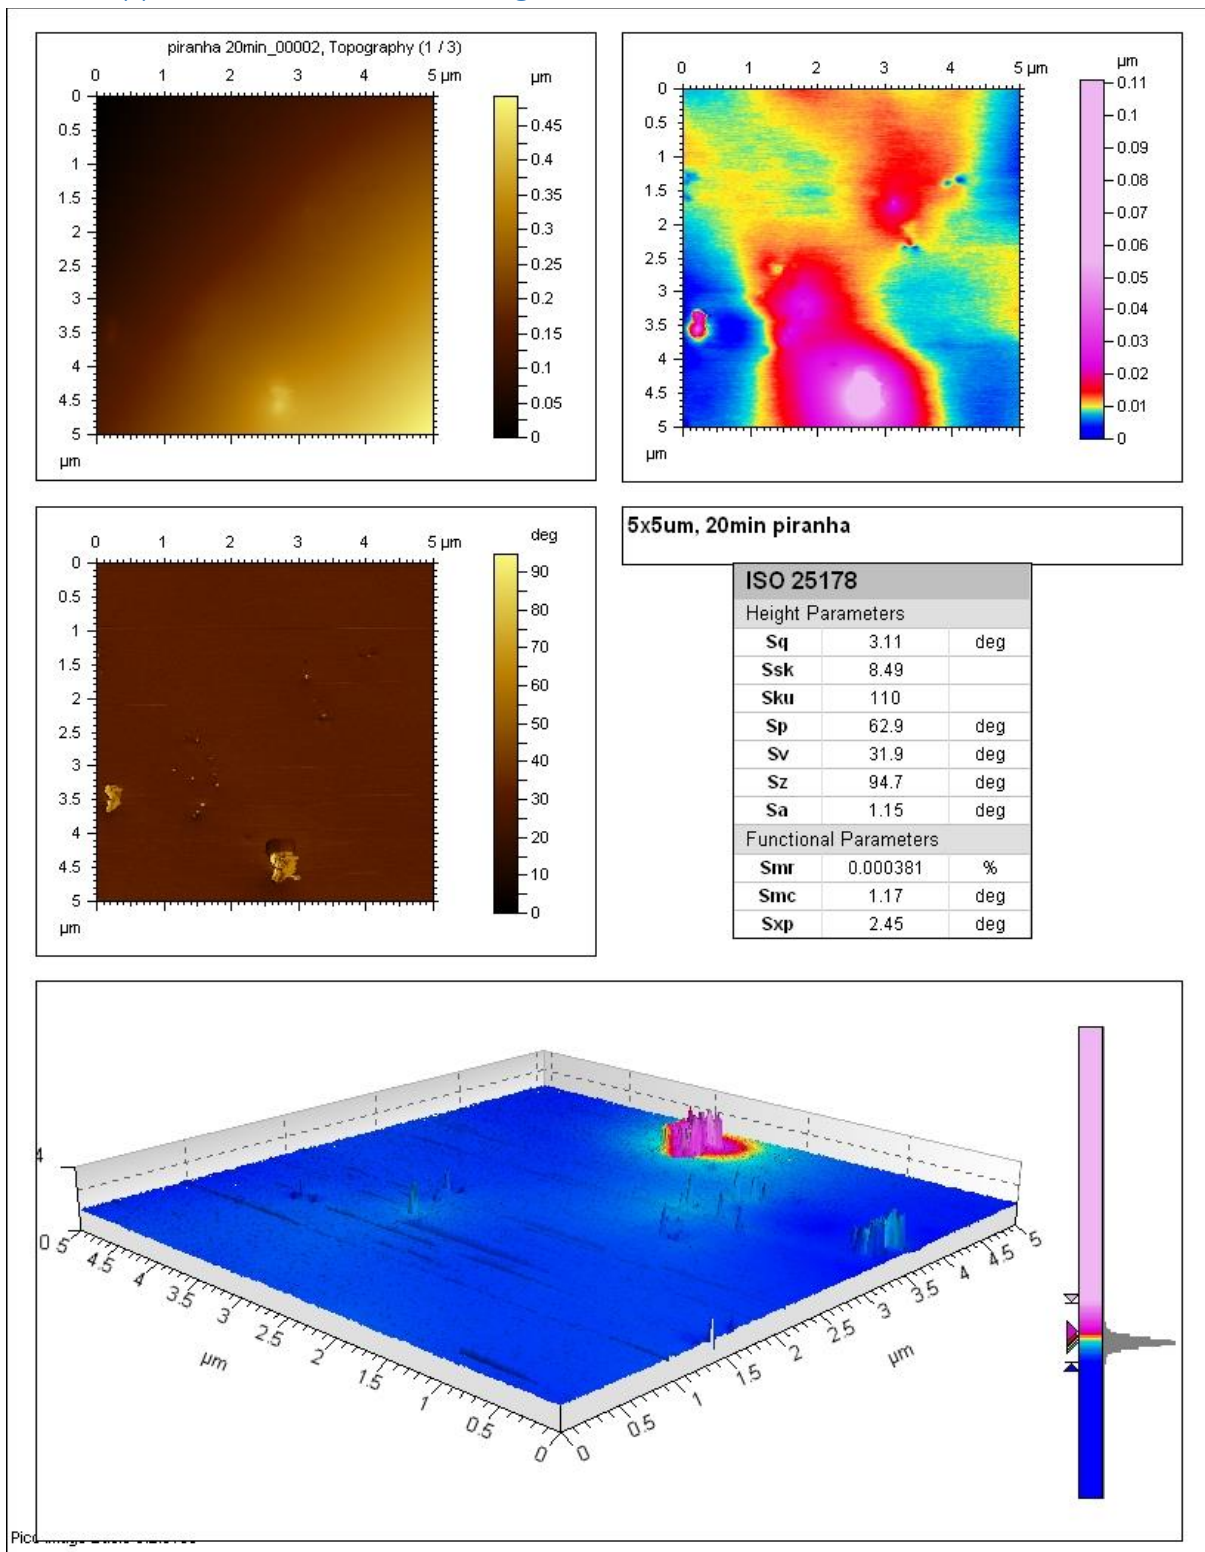 piranha 20min_00002, Topography (1 / 3)
0 1 2 3 4 5 µm µm
0
0.5
1
1.5
2
2.5
3
3.5
4
4.5
5
µm
0.45
0.4
0.35
0.3
0.25
0.2
0.15
0.1
0.05
0
0 1 2 3 4 5 µm µm
0
0.5
1
1.5
2
2.5
3
3.5
4
4.5
5
µm
0.11
0.1
0.09
0.08
0.07
0.06
0.05
0.04
0.03
0.02
0.01
0
0 1 2 3 4 5 µm deg
0
0.5
1
1.5
2
2.5
3
3.5
4
4.5
5
µm
90
80
70
60
50
40
30
20
10
0
5x5um, 20min piranha
ISO 25178
Height Parameters
Sq 3.11 deg
Ssk 8.49
Sku 110
Sp 62.9 deg
Sv 31.9 deg
Sz 94.7 deg
Sa 1.15 deg
Functional Parameters
Smr 0.000381 %
Smc 1.17 deg
Sxp 2.45 deg
4
0
5 4.5 4 3.5 3 2.5 2 1.5 1 0.5 0
µm
0 0.5 1 1.5 2 2.5 3 3.5 4 4.5 5
µm